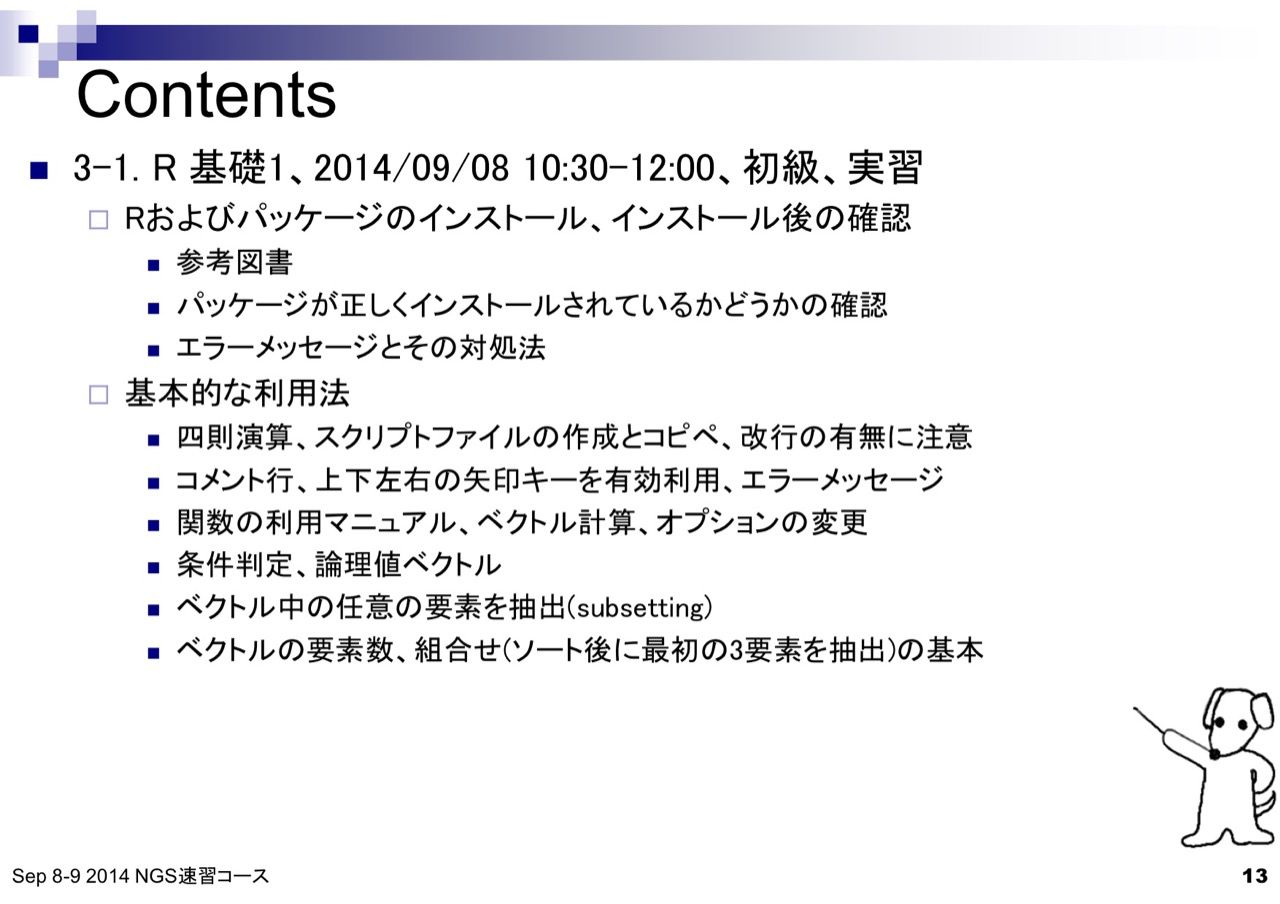 Contents
3-1. R 基礎1、2014/09/08 10:30-12:00、初級、実習
Rおよびパッケージのインストール、インストール後の確認
参考図書
パッケージが正しくインストールされているかどうかの確認
エラーメッセージとその対処法
基本的な利用法
四則演算、スクリプトファイルの作成とコピペ、改行の有無に注意
コメント行、上下左右の矢印キーを有効利用、エラーメッセージ
関数の利用マニュアル、ベクトル計算、オプションの変更
条件判定、論理値ベクトル
ベクトル中の任意の要素を抽出(subsetting)
ベクトルの要素数、組合せ(ソート後に最初の3要素を抽出)の基本
Sep 8-9 2014 NGS速習コース
13